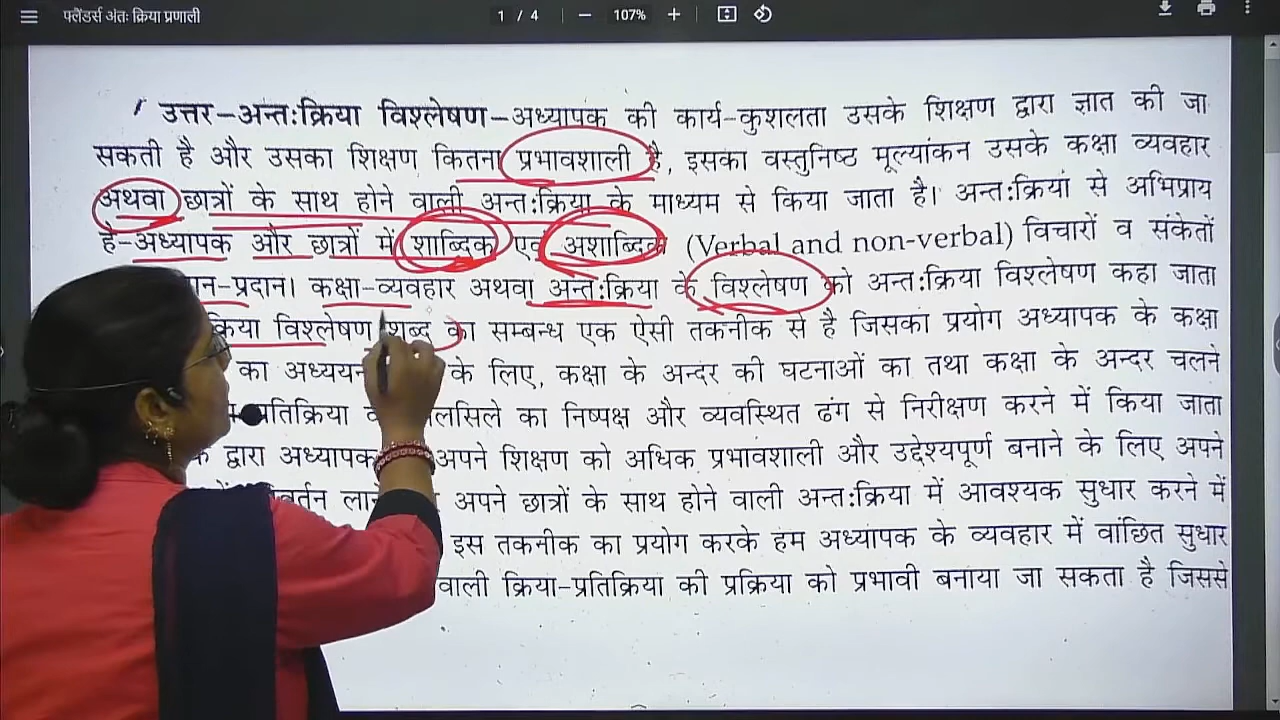 फ्लैंडर्स अंतः क्रिया प्रणाली
1 / 4
107%
उत्तर–अन्तःक्रिया विश्लेषण–अध्यापक की कार्य-कुशलता उसके शिक्षण द्वारा ज्ञात की जा
सकती है और उसका शिक्षण कितना प्रभावशाली है, इसका वस्तुनिष्ठ मूल्यांकन उसके कक्षा व्यवहार
अथवा छात्रों के साथ होने वाली अन्तःक्रिया के माध्यम से किया जाता है। अन्तःक्रिया से अभिप्राय
है–अध्यापक और छात्रों में शाब्दिक एवं अशाब्दिक (Verbal and non-verbal) विचारों व संकेतों
न-प्रदान। कक्षा-व्यवहार अथवा अन्तःक्रिया के विश्लेषण को अन्तःक्रिया विश्लेषण कहा जाता
क्रिया विश्लेषण शब्द का सम्बन्ध एक ऐसी तकनीक से है जिसका प्रयोग अध्यापक के कक्षा
का अध्ययन के लिए, कक्षा के अन्दर की घटनाओं का तथा कक्षा के अन्दर चलने
प्रतिक्रिया लसिले का निष्पक्ष और व्यवस्थित ढंग से निरीक्षण करने में किया जाता
द्वारा अध्यापक अपने शिक्षण को अधिक प्रभावशाली और उद्देश्यपूर्ण बनाने के लिए अपने
वर्तन लाने अपने छात्रों के साथ होने वाली अन्तःक्रिया में आवश्यक सुधार करने में
इस तकनीक का प्रयोग करके हम अध्यापक के व्यवहार में वांछित सुधार
वाली क्रिया-प्रतिक्रिया की प्रक्रिया को प्रभावी बनाया जा सकता है जिससे